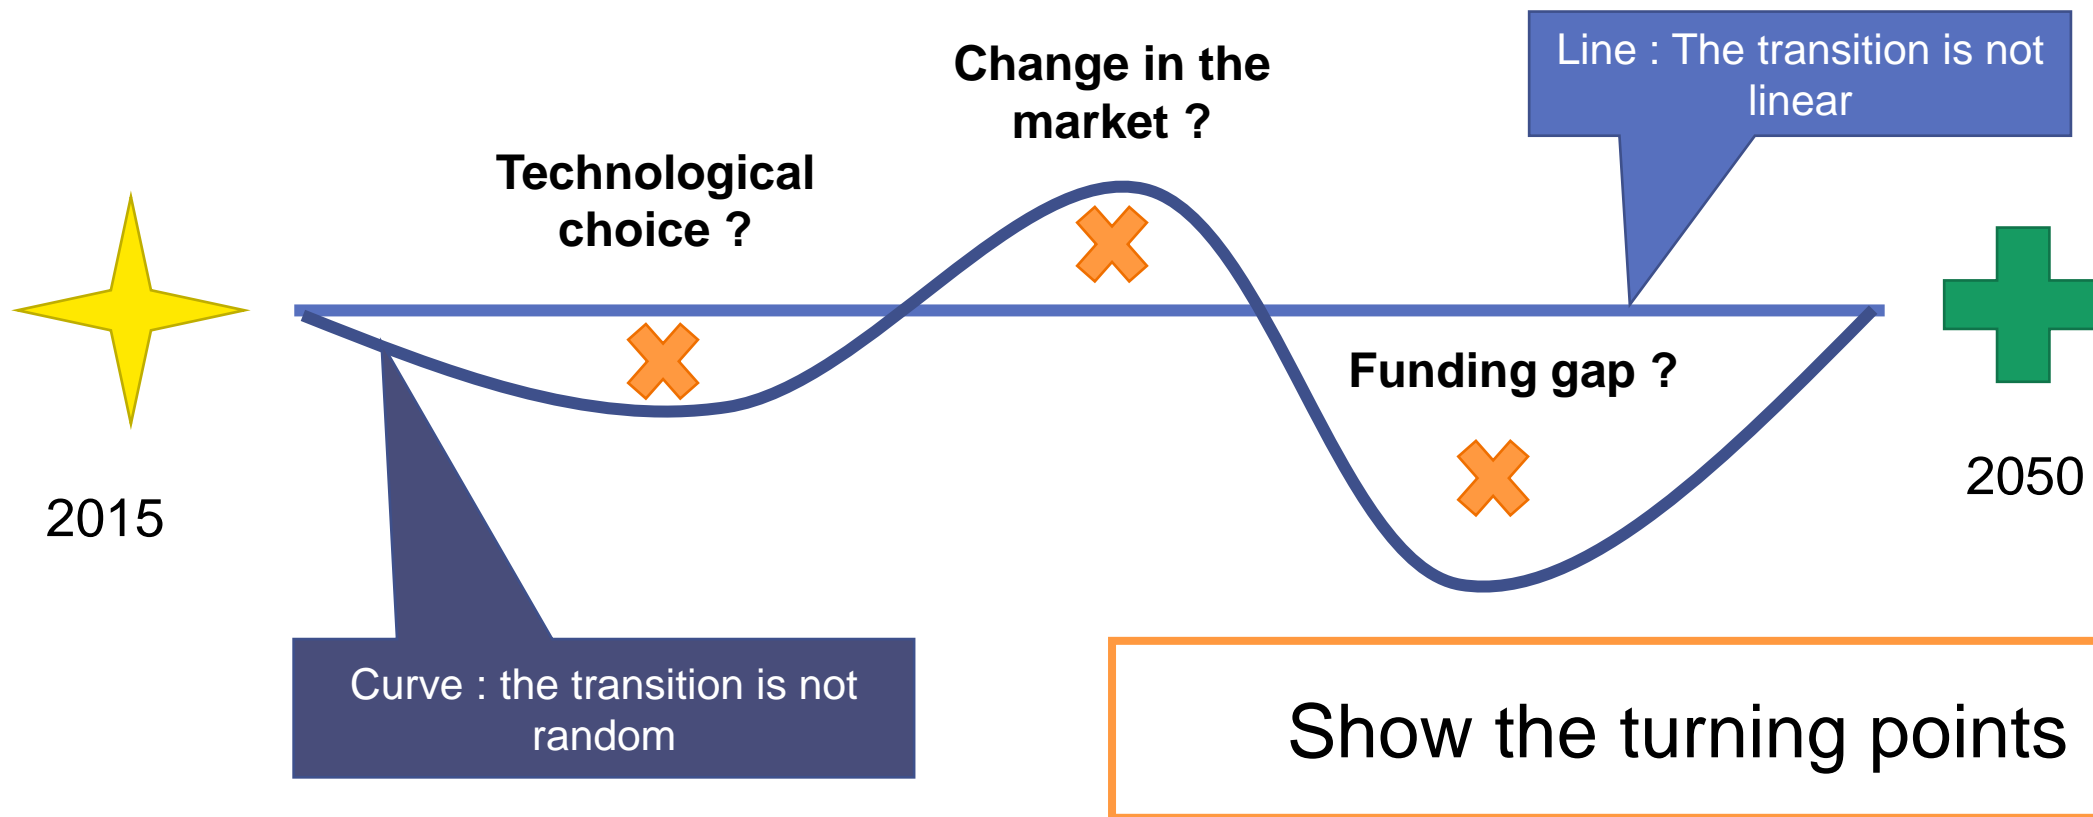 Change in the
market ?
Line : The transition is not
linear
Technological
choice ?
Funding gap ?
2015
2050
Curve : the transition is not
random
Show the turning points